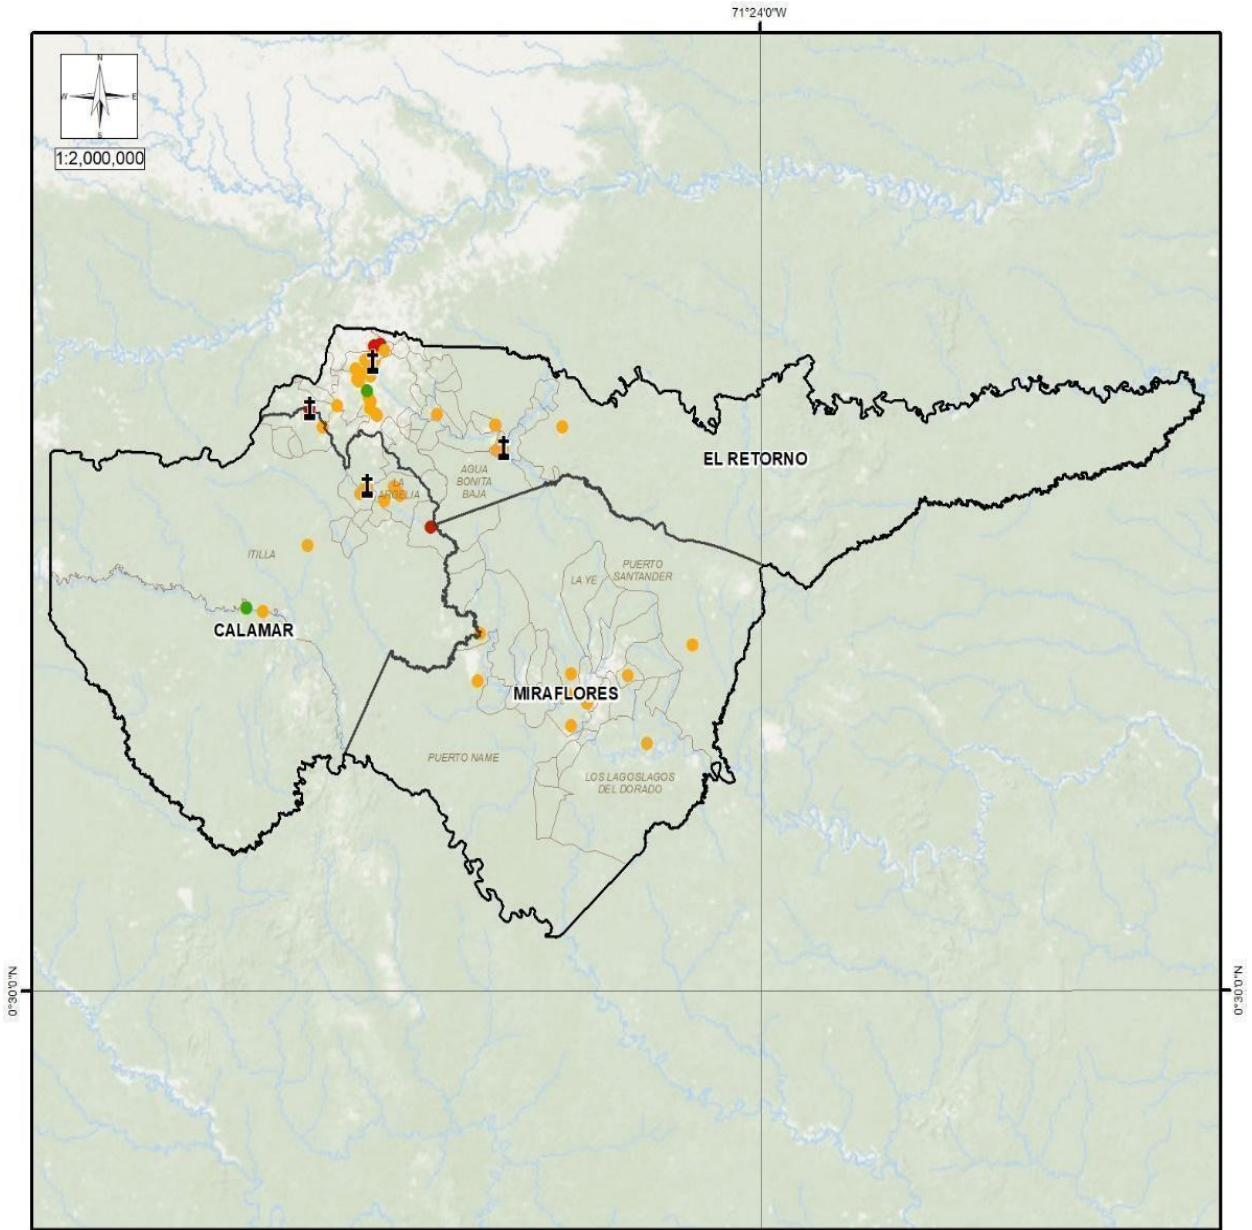 71°24'0"W
N
W E
S
1:2,000,000
EL RETORNO
AGUA
BONITA
BAJA
LA
ARGELIA
ITILLA
PUERTO
SANTANDER
LA YE
CALAMAR
MIRAFLORES
PUERTO NAME
LOS LAGOSLAGOS
DEL DORADO
0°30'0"N
0°30'0"N